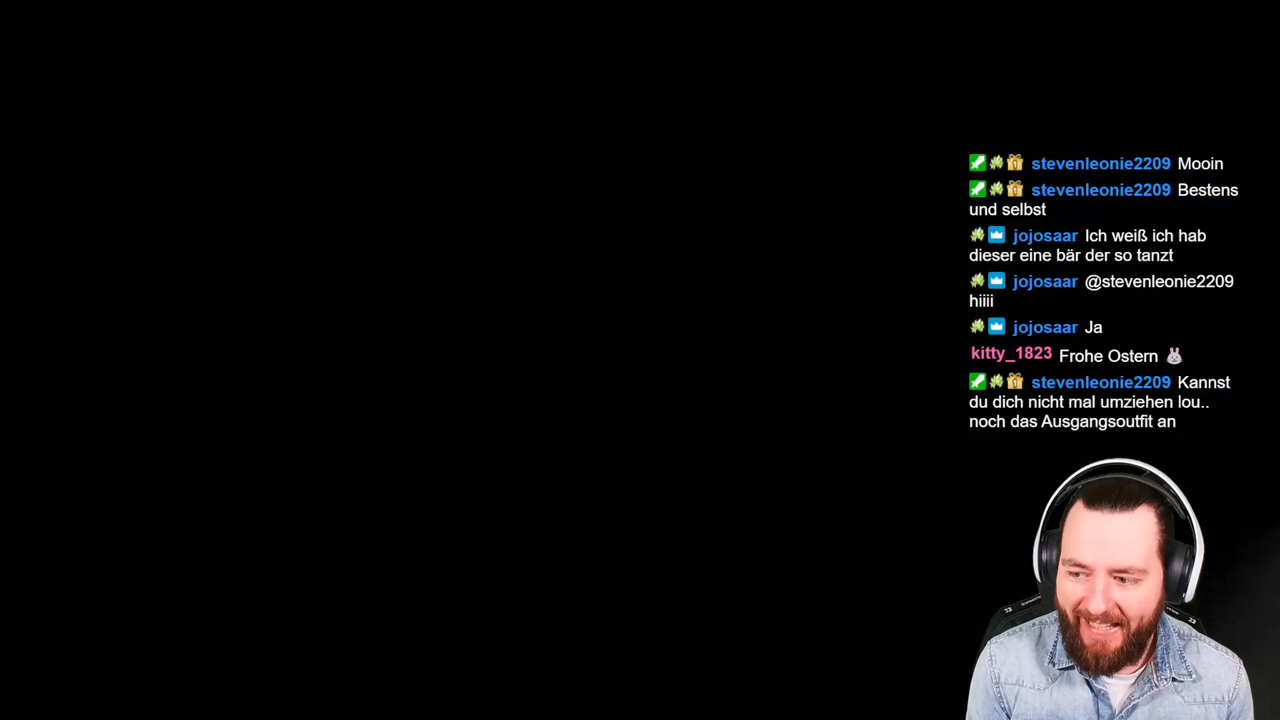 stevenleonie2209 Mooin
stevenleonie2209 Bestens
und selbst
jojosaar Ich weiß ich hab
dieser eine bär der so tanzt
jojosaar @stevenleonie2209
hiiii
jojosaar Ja
kitty_1823 Frohe Ostern
stevenleonie2209 Kannst
du dich nicht mal umziehen lou..
noch das Ausgangsoutfit an